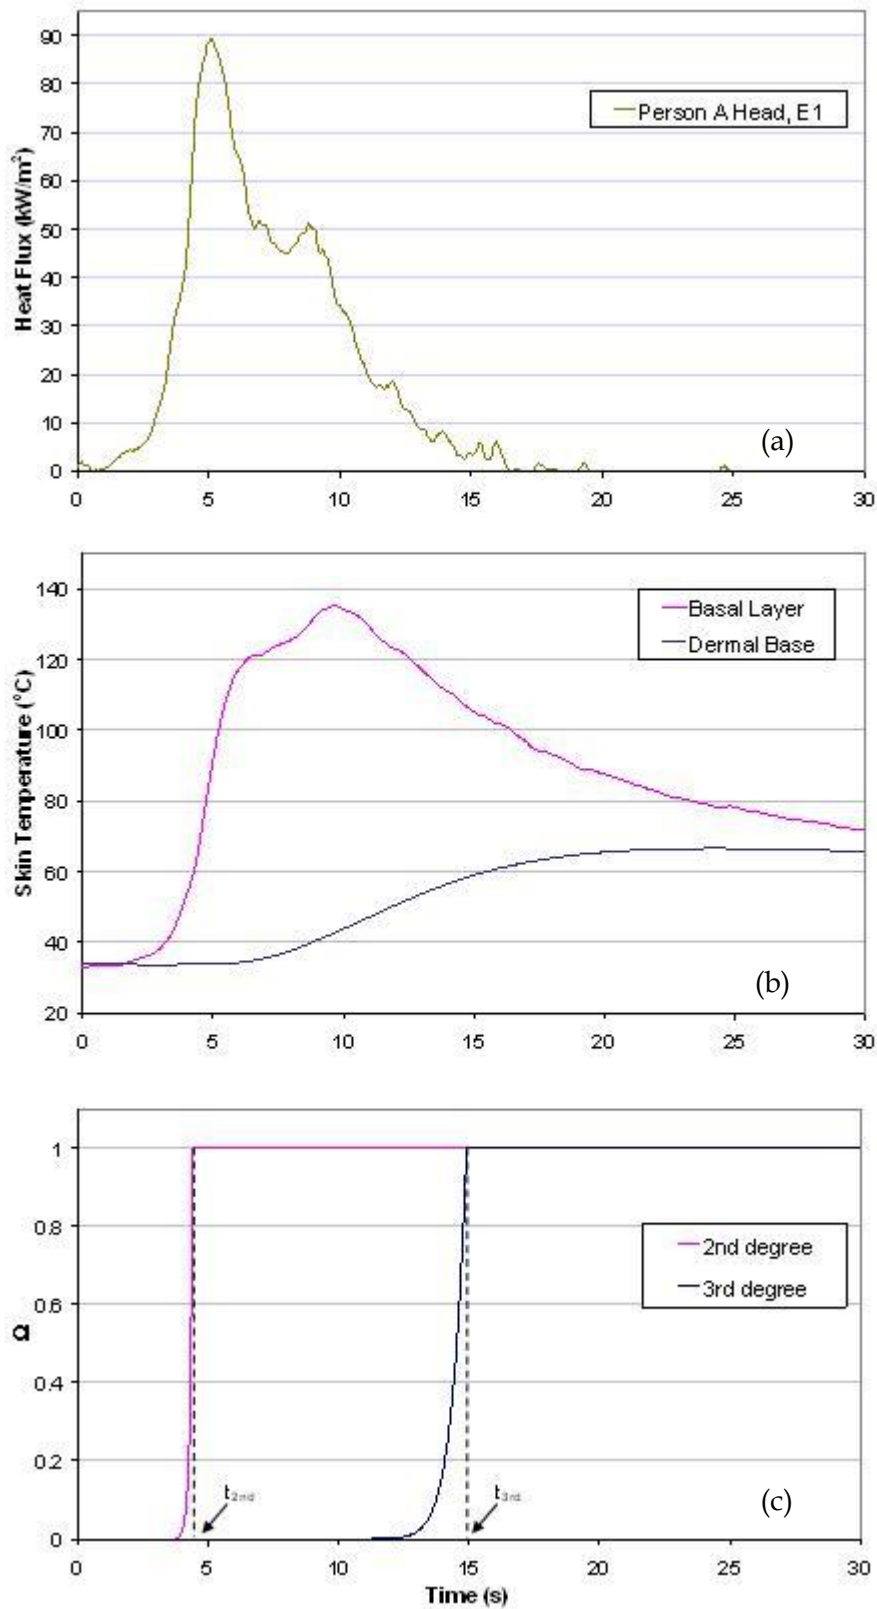 90
80
70
60
50
40
30
20
10
0
Heat Flux (kW/m²)
Person A Head, E1
(a)
0 5 10 15 20 25 30
140
120
100
80
60
40
20
Skin Temperature (°C)
Basal Layer
Dermal Base
(b)
0 5 10 15 20 25 30
1
0.8
0.6
0.4
0.2
0
Ω
2nd degree
3rd degree
t2nd
t3rd
(c)
0 5 10 15 20 25 30
Time (s)